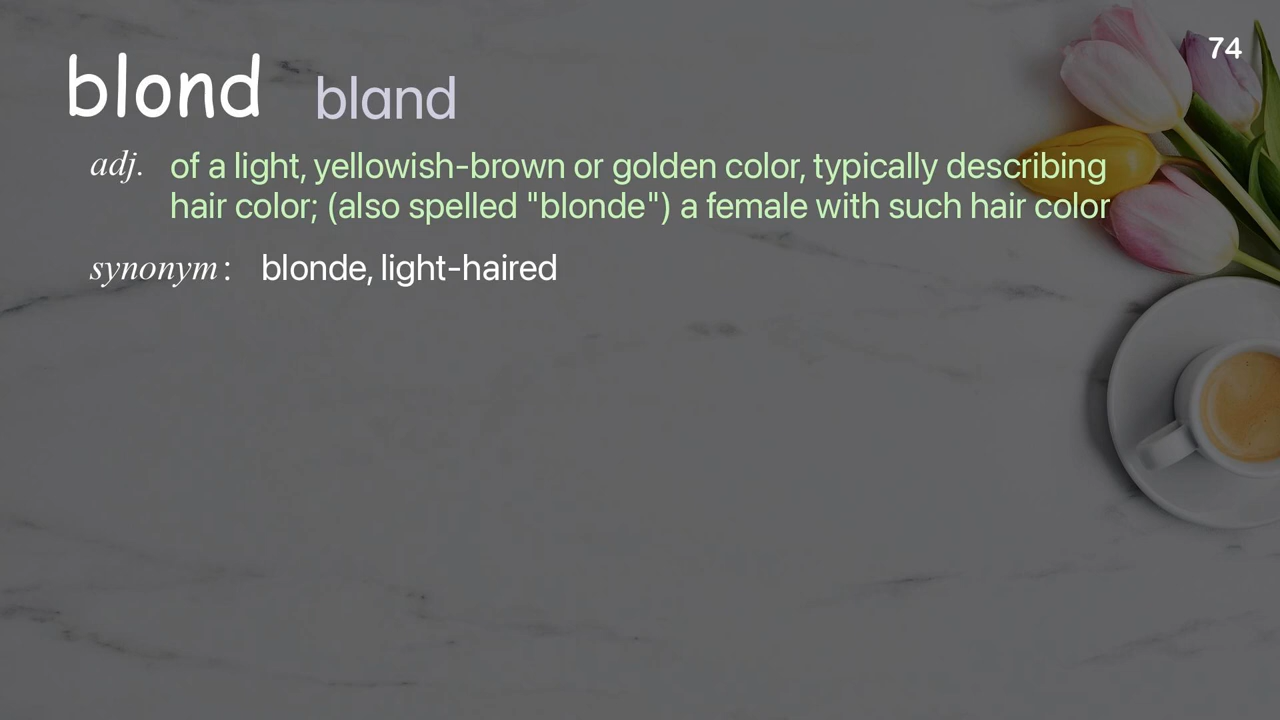 74
blond bland
adj. of a light, yellowish-brown or golden color, typically describing
hair color; (also spelled "blonde") a female with such hair color
synonym: blonde, light-haired